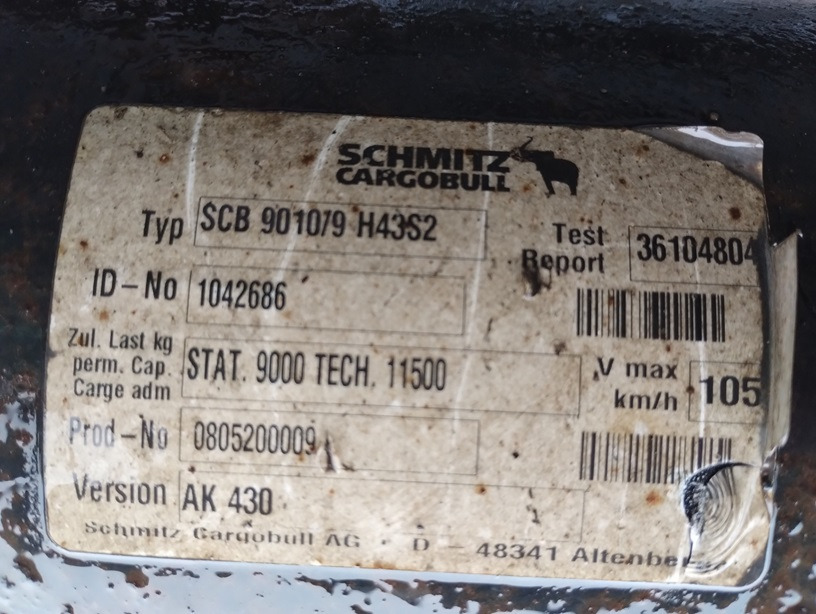 SCHMITZ
CARGOBULL
Typ SCB 901079 H43S2
Test Report 36104804
ID-No 1042686
Zul. Last kg
perm. Cap.
Carge adm
STAT. 9000 TECH. 11500
V max
km/h 105
Prod-No 0805200009
Version AK 430
Schmitz Cargobull AG · D - 48341